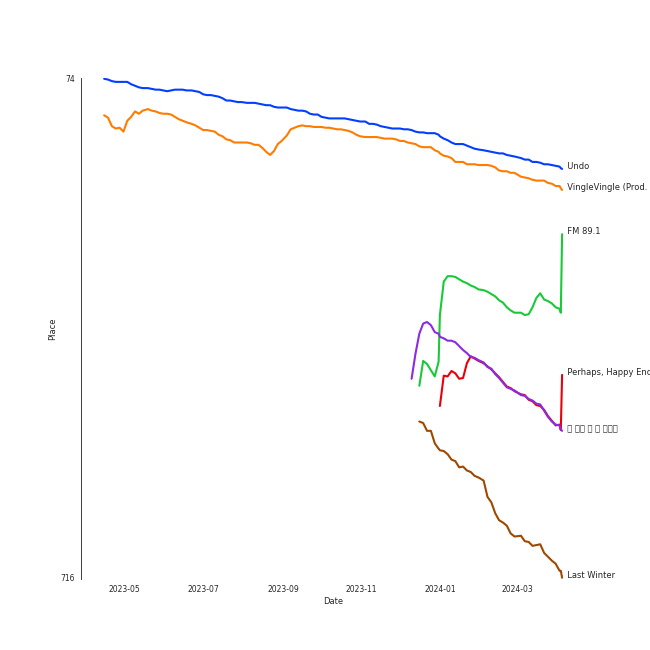 74
Undo
VingleVingle (Prod.
FM 89.1
Place
Perhaps, Happy End
Last Winter
716
2023-05 2023-07 2023-09 2023-11 2024-01 2024-03
Date